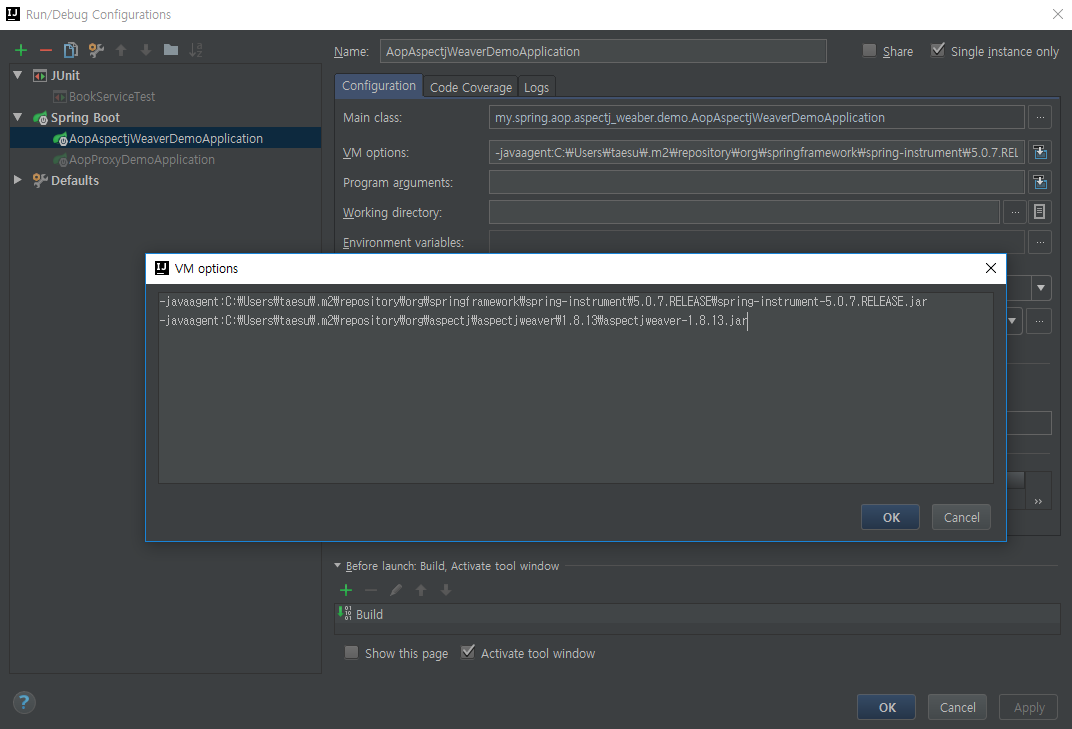 Run/Debug Configurations
Name: AopAspectjWeaverDemoApplication
Share
Single instance only
JUnit
BookServiceTest
Spring Boot
AopAspectjWeaverDemoApplication
AopProxyDemoApplication
Defaults
Configuration Code Coverage Logs
Main class: my.spring.aop.aspectj_weaber.demo.AopAspectjWeaverDemoApplication ...
VM options: -javaagent:C:₩Users₩taesu₩.m2₩repository₩org₩springframework₩spring-instrument₩5.0.7.REL
Program arguments:
Working directory: ...
Environment variables: ...
VM options
-javaagent:C:₩Users₩taesu₩.m2₩repository₩org₩springframework₩spring-instrument₩5.0.7.RELEASE₩spring-instrument-5.0.7.RELEASE.jar
-javaagent:C:₩Users₩taesu₩.m2₩repository₩org₩aspectj₩aspectjweaver₩1.8.13₩aspectjweaver-1.8.13.jar
OK Cancel
Before launch: Build, Activate tool window
Build
Show this page Activate tool window
OK Cancel Apply